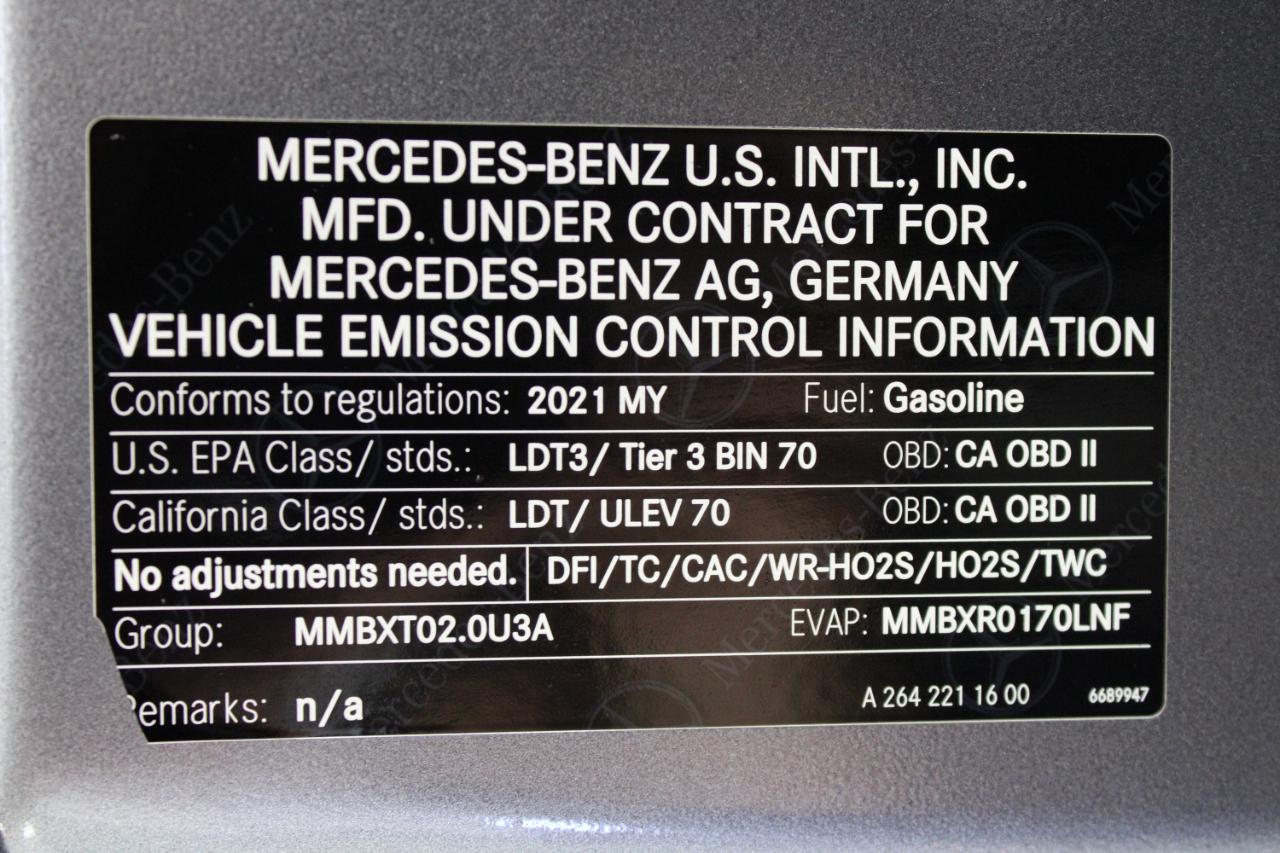 MERCEDES-BENZ U.S. INTL., INC.
MFD. UNDER CONTRACT FOR
MERCEDES-BENZ AG, GERMANY
VEHICLE EMISSION CONTROL INFORMATION
Conforms to regulations: 2021 MY Fuel: Gasoline
U.S. EPA Class/ stds.: LDT3/ Tier 3 BIN 70 OBD: CA OBD II
California Class/ stds.: LDT/ ULEV 70 OBD: CA OBD II
No adjustments needed. DFI/TC/CAC/WR-HO2S/HO2S/TWC
Group: MMBXT02.0U3A EVAP: MMBXR0170LNF
emarks: n/a A 264 221 16 00 6689947